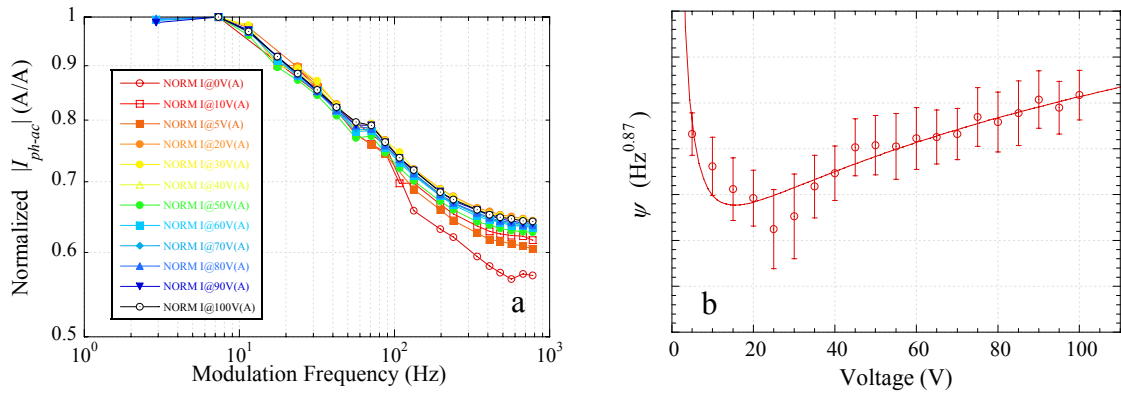 Normalized |I_ph-ac| (A/A)
1
0.9
0.8
0.7
0.6
0.5
NORM I@0V(A)
NORM I@10V(A)
NORM I@5V(A)
NORM I@20V(A)
NORM I@30V(A)
NORM I@40V(A)
NORM I@50V(A)
NORM I@60V(A)
NORM I@70V(A)
NORM I@80V(A)
NORM I@90V(A)
NORM I@100V(A)
a
10^0 10^1 10^2 10^3
Modulation Frequency (Hz)
ψ (Hz^0.87)
b
0 20 40 60 80 100
Voltage (V)